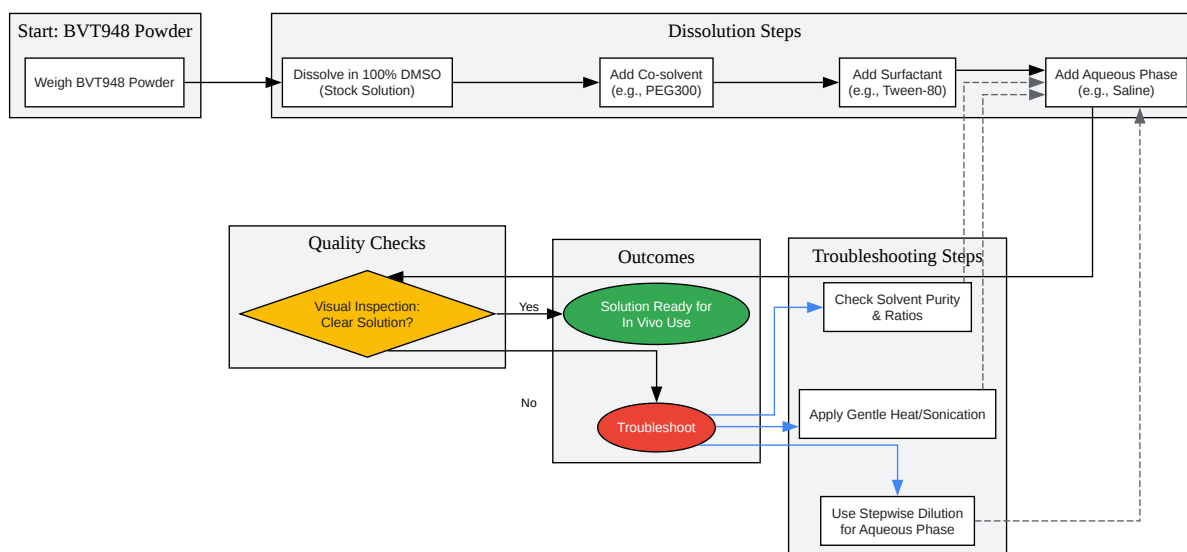 Start: BVT948 Powder
Weigh BVT948 Powder
Dissolution Steps
Dissolve in 100% DMSO
(Stock Solution)
Add Co-solvent
(e.g., PEG300)
Add Surfactant
(e.g., Tween-80)
Add Aqueous Phase
(e.g., Saline)
Quality Checks
Visual Inspection:
Clear Solution?
Yes
No
Outcomes
Solution Ready for
In Vivo Use
Troubleshoot
Troubleshooting Steps
Check Solvent Purity
& Ratios
Apply Gentle Heat/Sonication
Use Stepwise Dilution
for Aqueous Phase